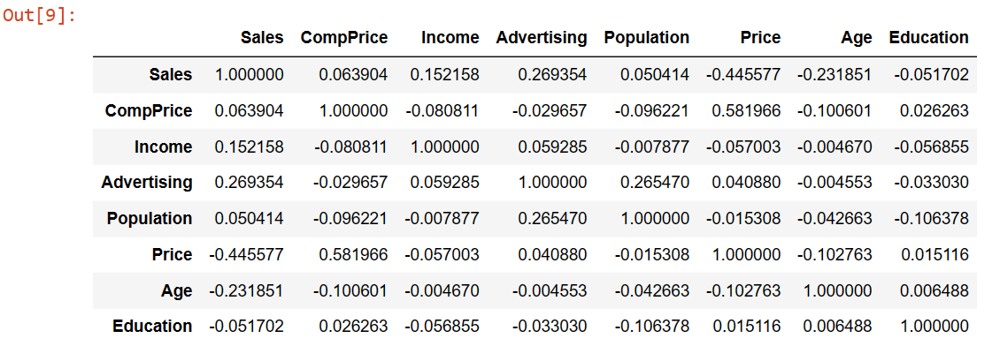 Out[9]:
Sales CompPrice Income Advertising Population Price Age Education
Sales 1.000000 0.063904 0.152158 0.269354 0.050414 -0.445577 -0.231851 -0.051702
CompPrice 0.063904 1.000000 -0.080811 -0.029657 -0.096221 0.581966 -0.100601 0.026263
Income 0.152158 -0.080811 1.000000 0.059285 -0.007877 -0.057003 -0.004670 -0.056855
Advertising 0.269354 -0.029657 0.059285 1.000000 0.265470 0.040880 -0.004553 -0.033030
Population 0.050414 -0.096221 -0.007877 0.265470 1.000000 -0.015308 -0.042663 -0.106378
Price -0.445577 0.581966 -0.057003 0.040880 -0.015308 1.000000 -0.102763 0.015116
Age -0.231851 -0.100601 -0.004670 -0.004553 -0.042663 -0.102763 1.000000 0.006488
Education -0.051702 0.026263 -0.056855 -0.033030 -0.106378 0.015116 0.006488 1.000000